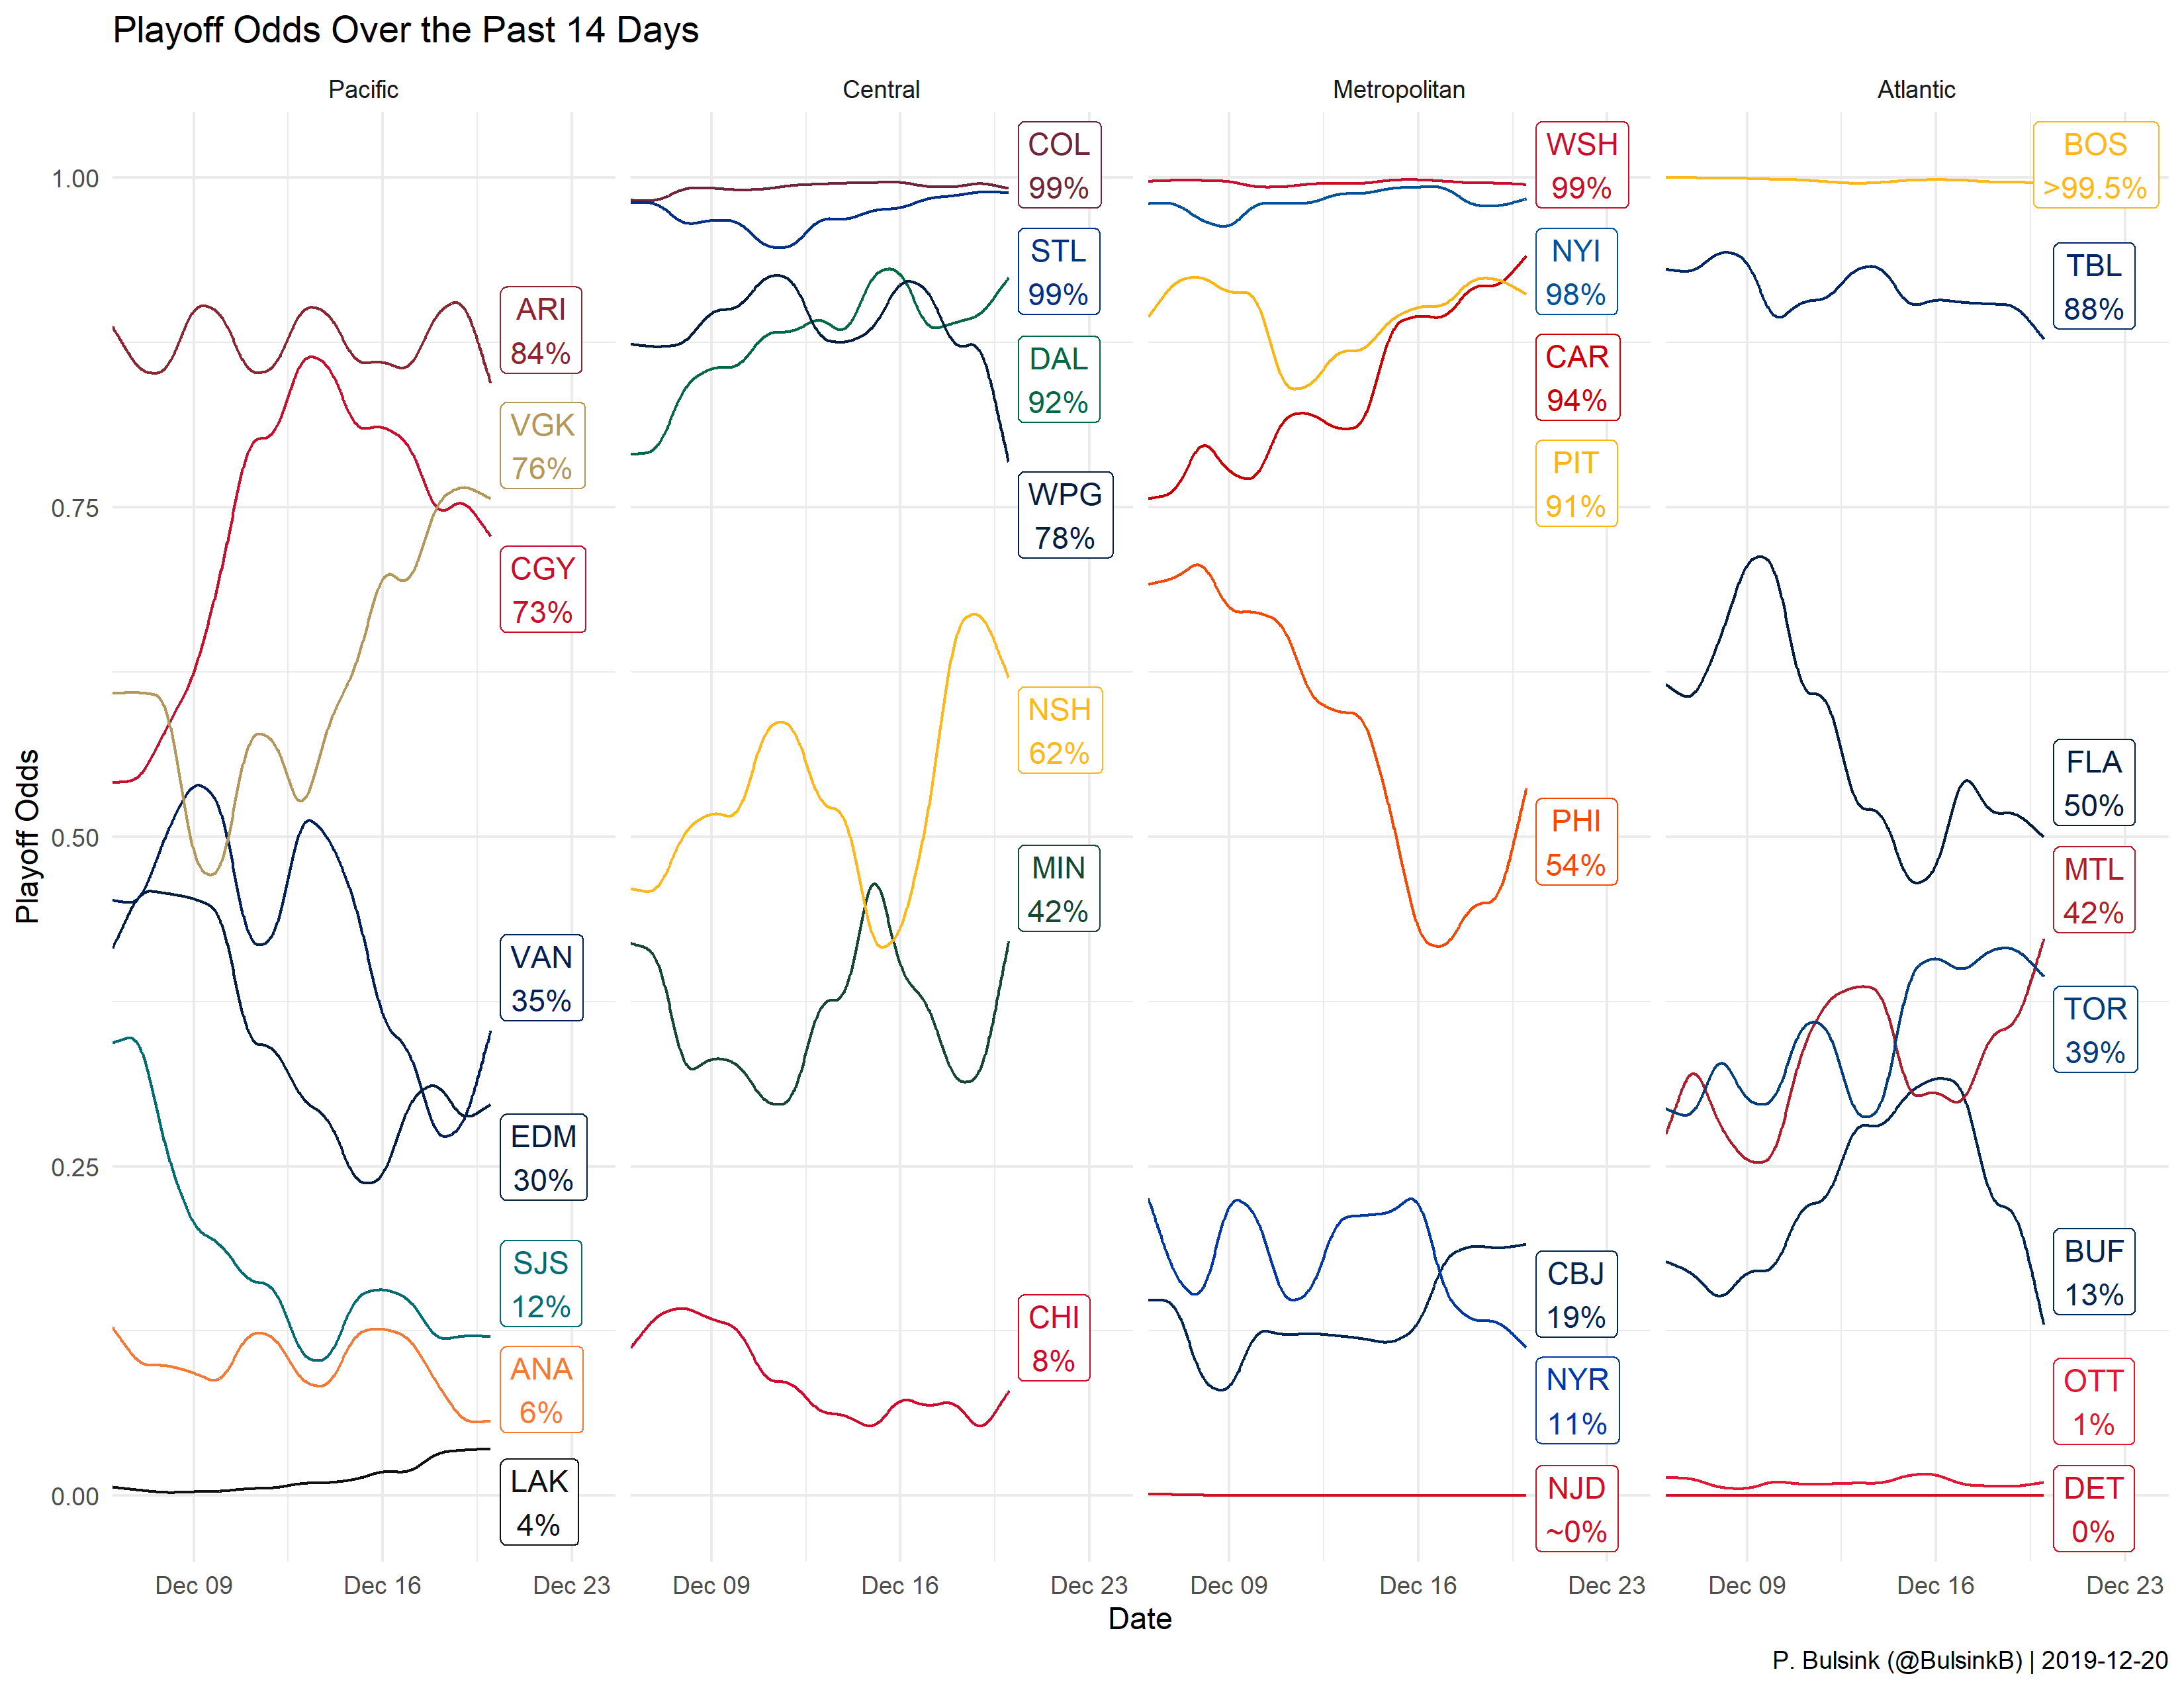 Playoff Odds Over the Past 14 Days
Pacific
Central
Metropolitan
Atlantic
Playoff Odds
1.00
0.75
0.50
0.25
0.00
ARI
84%
VGK
76%
CGY
73%
VAN
35%
EDM
30%
SJS
12%
ANA
6%
LAK
4%
COL
99%
STL
99%
DAL
92%
WPG
78%
NSH
62%
MIN
42%
CHI
8%
WSH
99%
NYI
98%
CAR
94%
PIT
91%
PHI
54%
CBJ
19%
NYR
11%
NJD
~0%
BOS
>99.5%
TBL
88%
FLA
50%
MTL
42%
TOR
39%
BUF
13%
OTT
1%
DET
0%
Dec 09 Dec 16 Dec 23
Dec 09 Dec 16 Dec 23
Dec 09 Dec 16 Dec 23
Dec 09 Dec 16 Dec 23
Date
P. Bulsink (@BulsinkB) | 2019-12-20